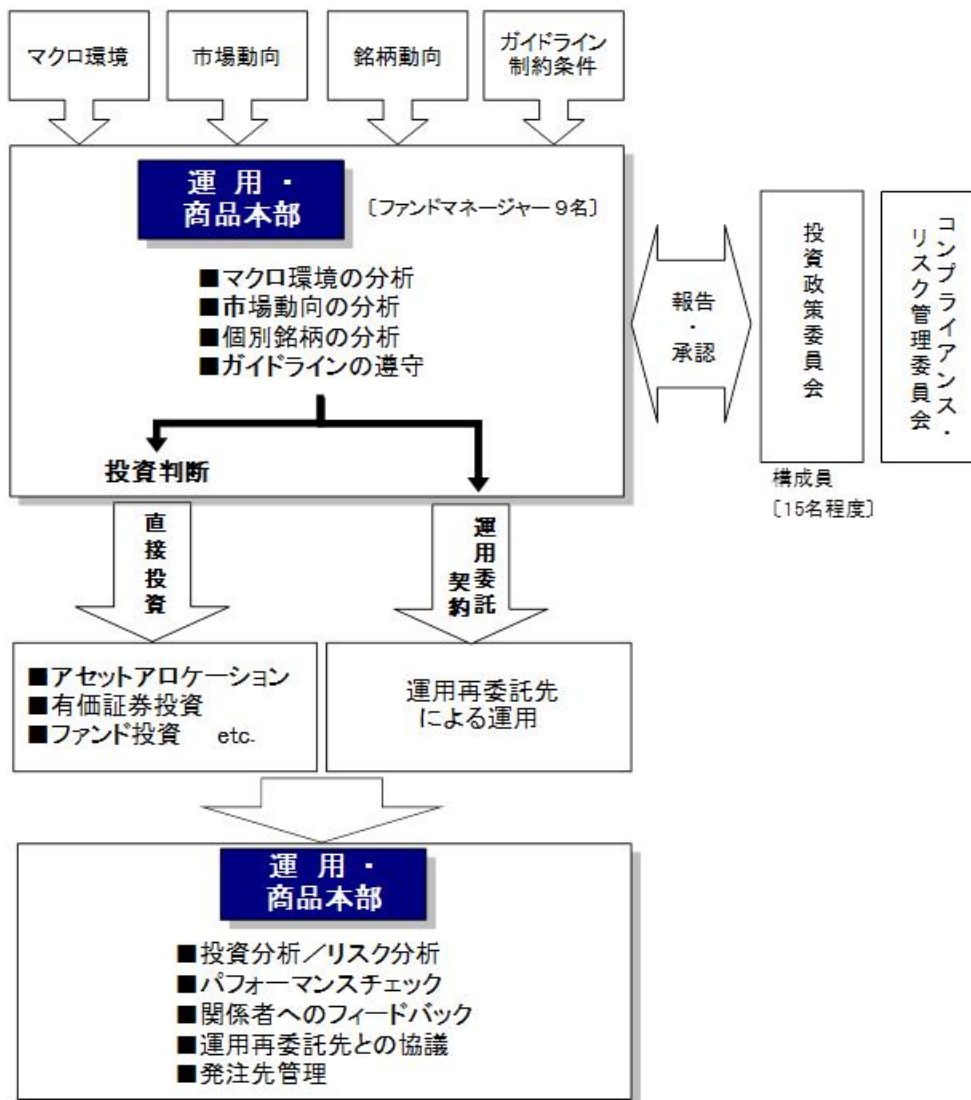 マクロ環境
市場動向
銘柄動向
ガイドライン
制約条件
運 用 ・
商品本部
〔ファンドマネージャー９名〕
■マクロ環境の分析
■市場動向の分析
■個別銘柄の分析
■ガイドラインの遵守
投資判断
報告
・
承認
投資政策委員会
コンプライアンス・
リスク管理委員会
構成員
〔15名程度〕
直接投資
運用委託
契約
■アセットアロケーション
■有価証券投資
■ファンド投資 etc.
運用再委託先
による運用
運 用 ・
商品本部
■投資分析／リスク分析
■パフォーマンスチェック
■関係者へのフィードバック
■運用再委託先との協議
■発注先管理